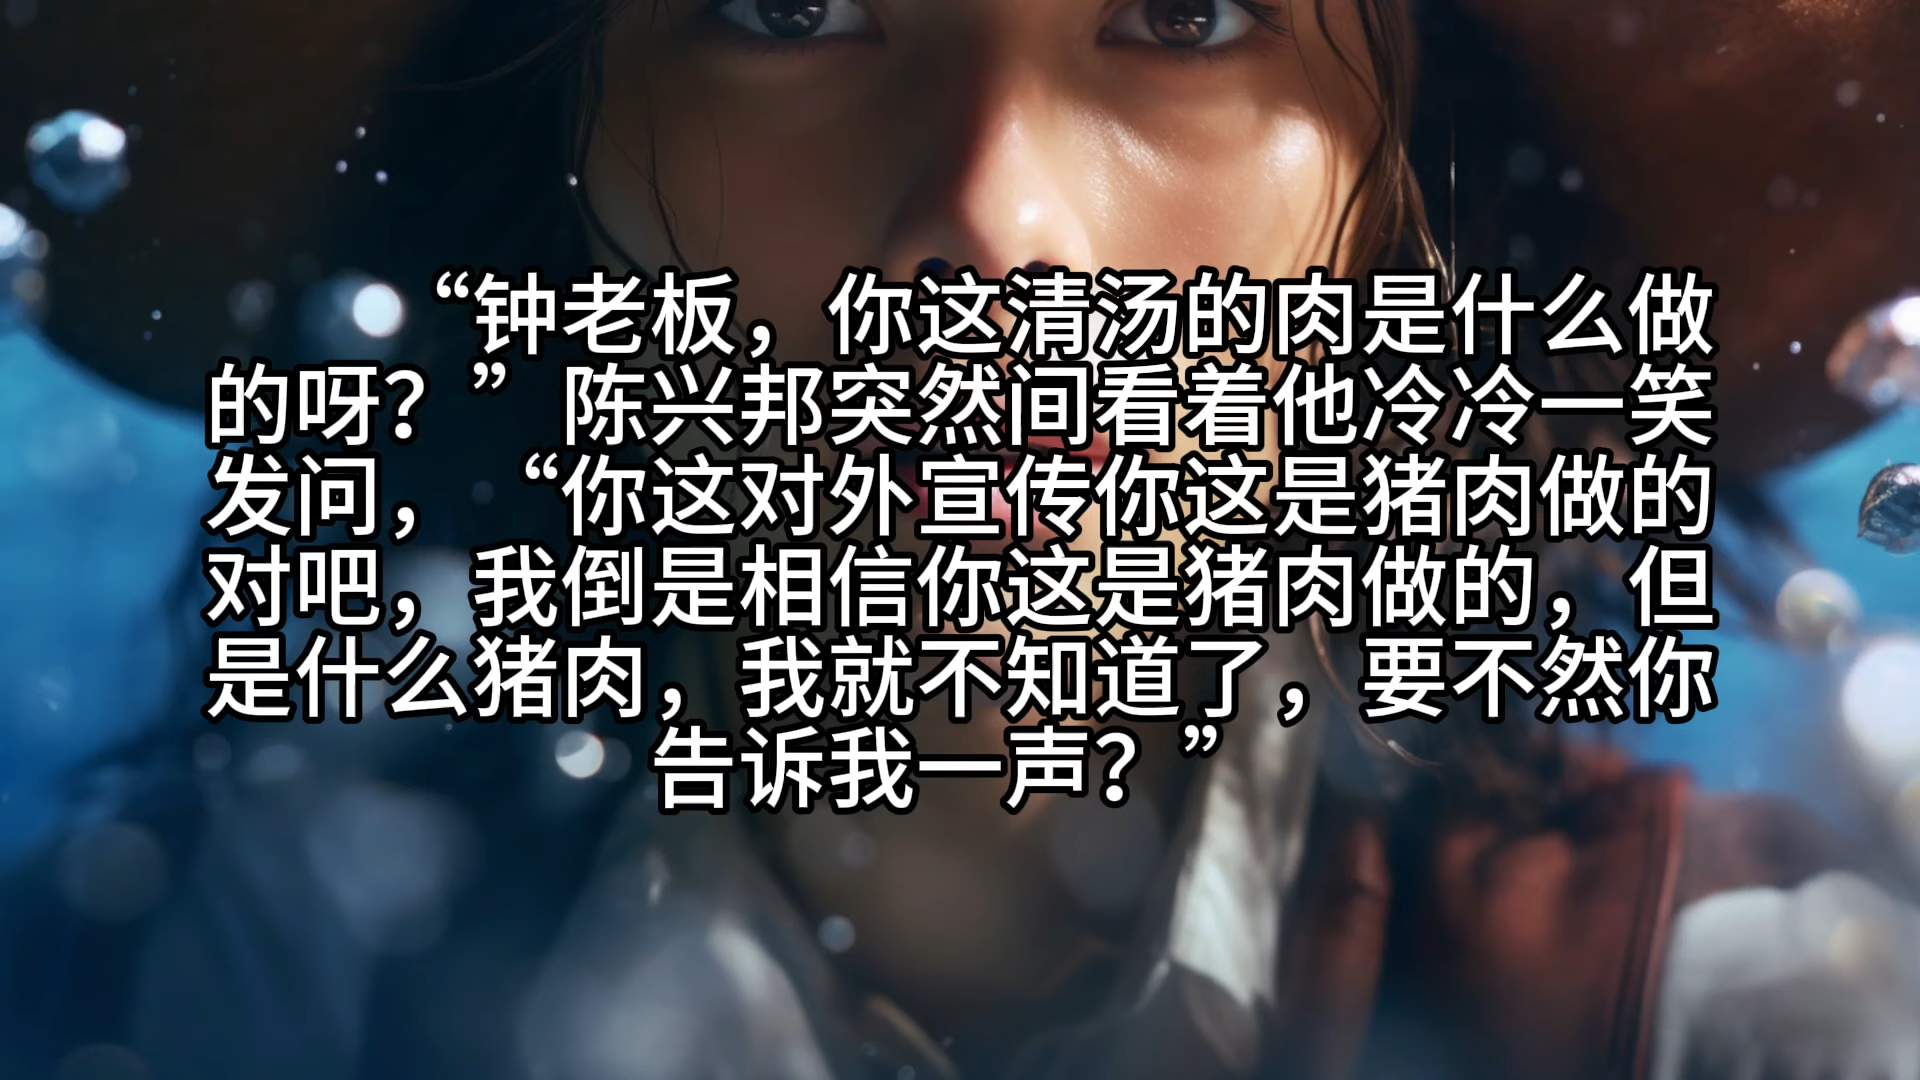 “钟老板，你这清汤的肉是什么做
的呀？”陈兴邦突然间看着他冷冷一笑
发问，“你这对外宣传你这是猪肉做的
对吧，我倒是相信你这是猪肉做的，但
是什么猪肉，我就不知道了，要不然你
告诉我一声？”